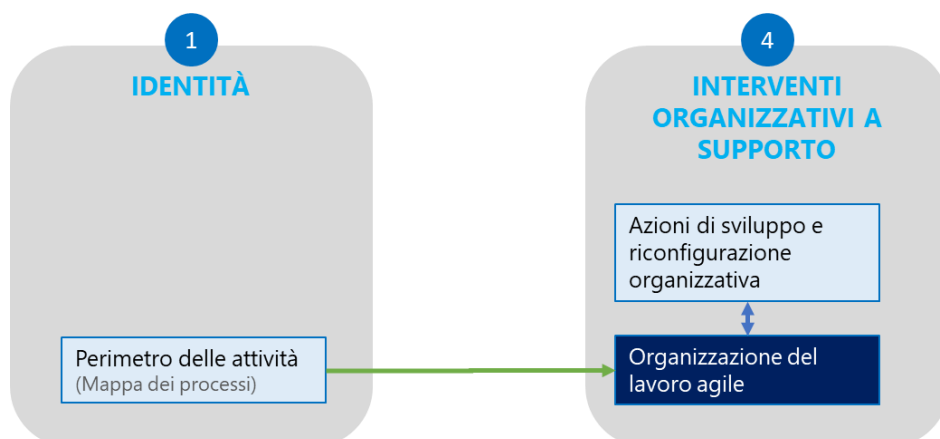 1
IDENTITÀ
Perimetro delle attività
(Mappa dei processi)
4
INTERVENTI
ORGANIZZATIVI A
SUPPORTO
Azioni di sviluppo e
riconfigurazione
organizzativa
Organizzazione del
lavoro agile